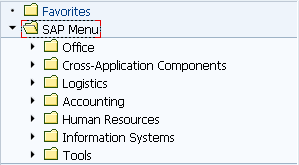 Favorites
SAP Menu
Office
Cross-Application Components
Logistics
Accounting
Human Resources
Information Systems
Tools